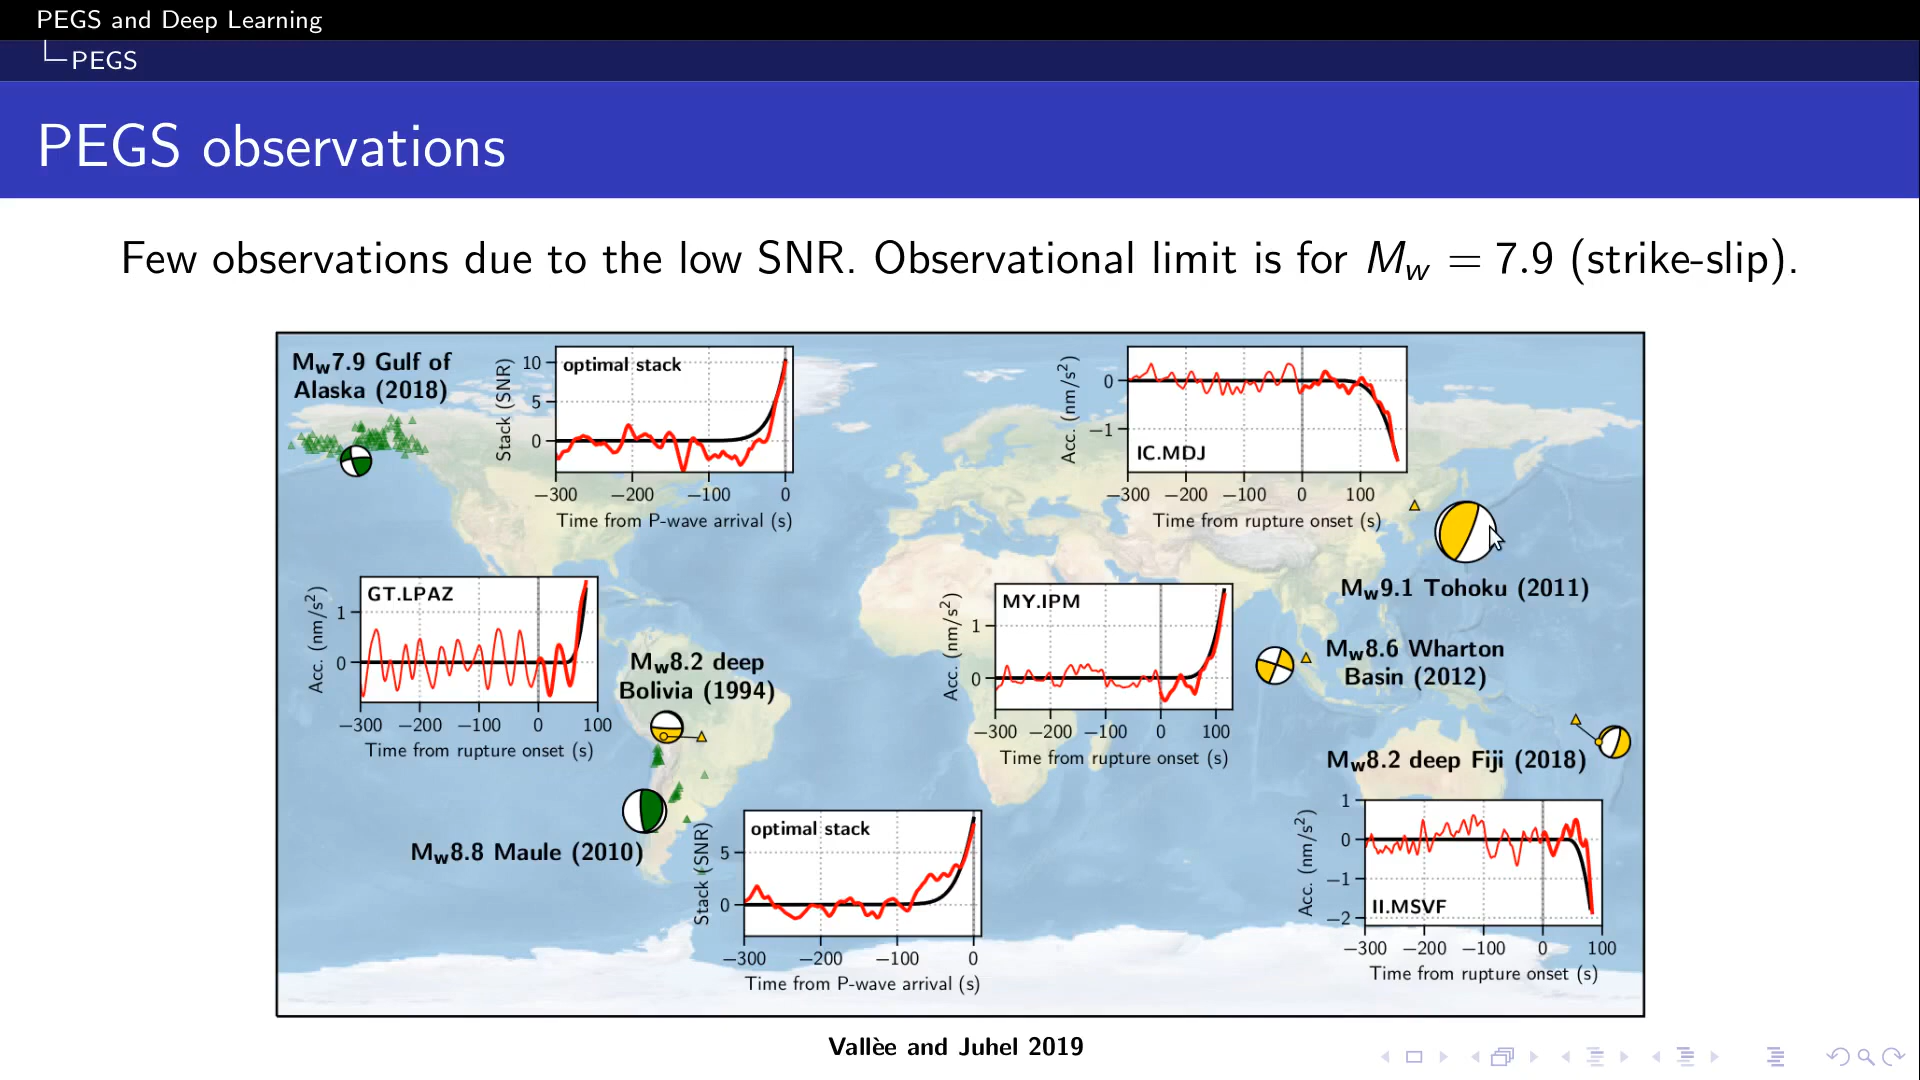 PEGS and Deep Learning
PEGS
PEGS observations
Few observations due to the low SNR. Observational limit is for Mw = 7.9 (strike-slip).
Mw7.9 Gulf of
Alaska (2018)
Stack (SNR)
10
5
0
optimal stack
−300 −200 −100 0
Time from P-wave arrival (s)
Acc. (nm/s²)
0
−1
IC.MDJ
−300 −200 −100 0 100
Time from rupture onset (s)
Mw9.1 Tohoku (2011)
Acc. (nm/s²)
1
0
GT.LPAZ
−300 −200 −100 0 100
Time from rupture onset (s)
Mw8.2 deep
Bolivia (1994)
Acc. (nm/s²)
1
0
MY.IPM
−300 −200 −100 0 100
Time from rupture onset (s)
Mw8.6 Wharton
Basin (2012)
Mw8.2 deep Fiji (2018)
Mw8.8 Maule (2010)
Stack (SNR)
5
0
optimal stack
−300 −200 −100 0
Time from P-wave arrival (s)
Acc. (nm/s²)
1
0
−1
−2
II.MSVF
−300 −200 −100 0 100
Time from rupture onset (s)
Vallèe and Juhel 2019